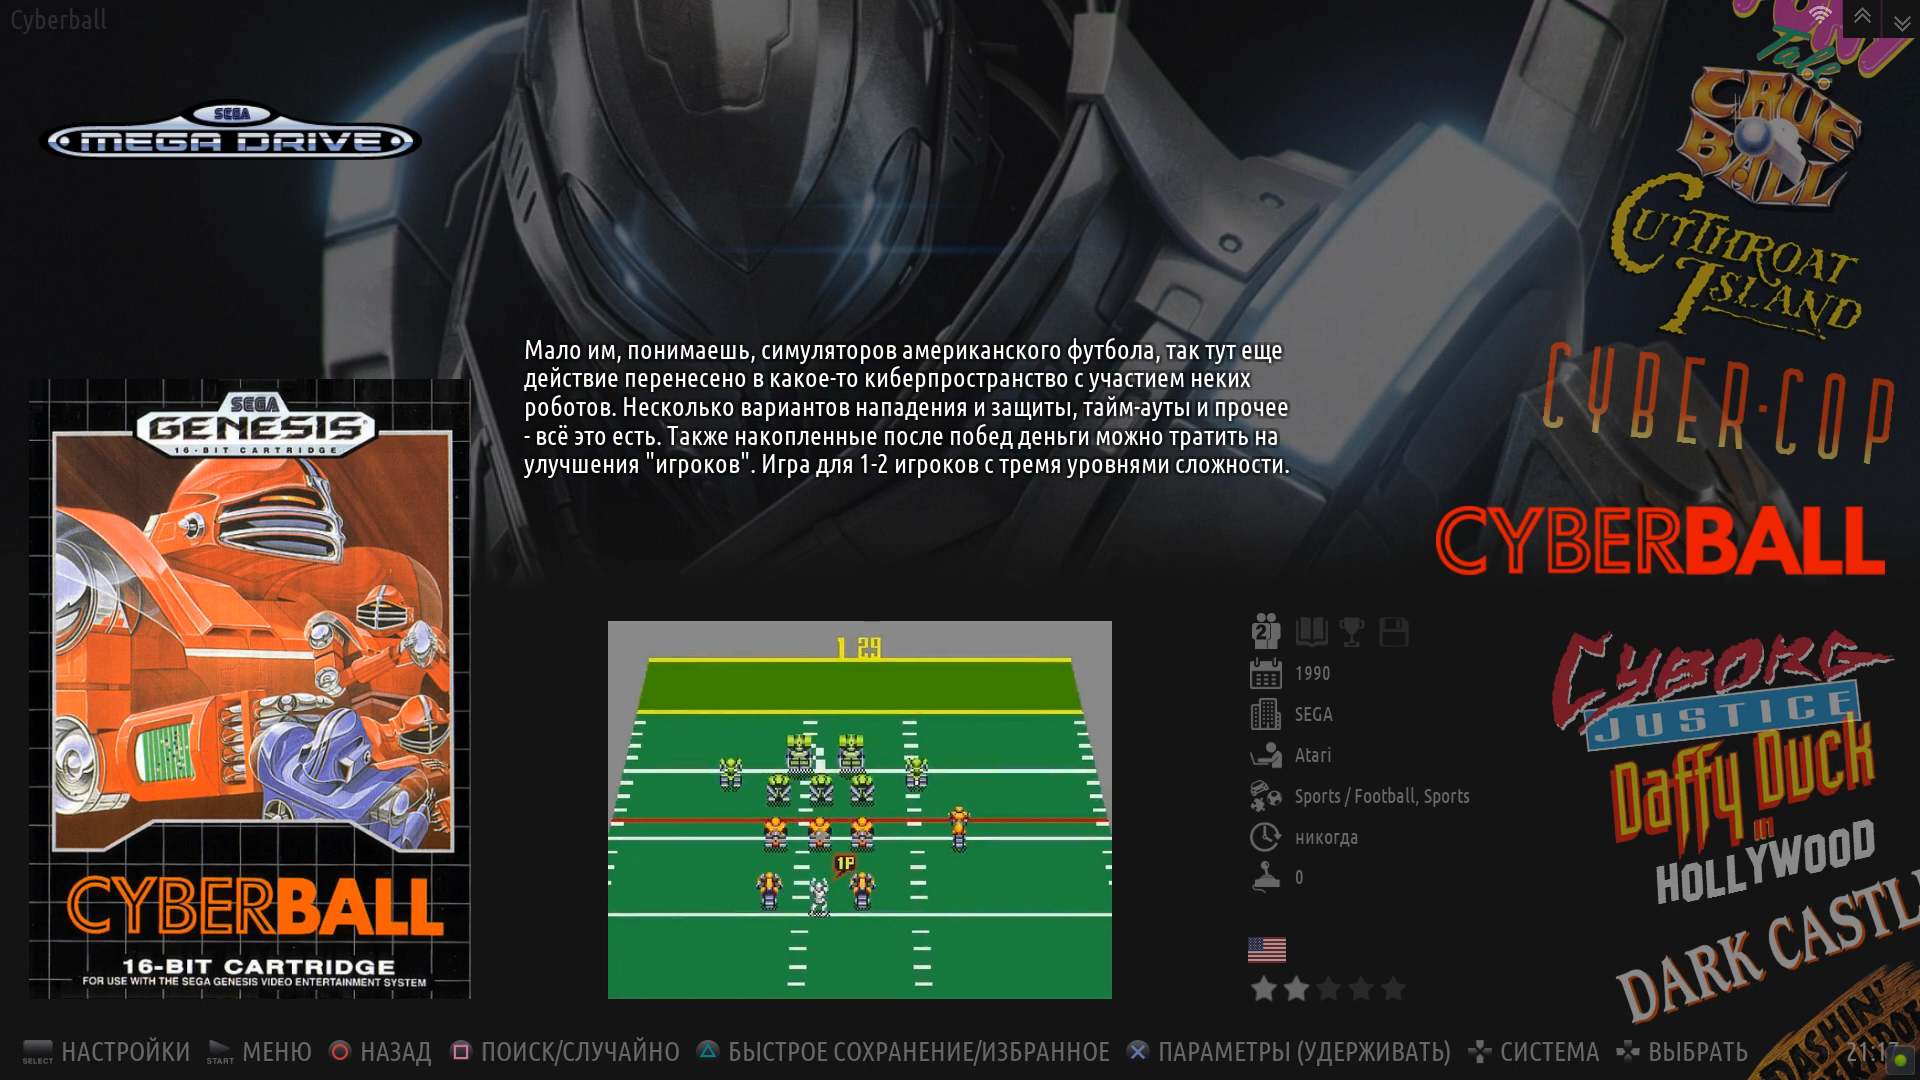 Cyberball
SEGA
MEGA DRIVE
Tale
CRÜE
BALL
CUTTHROAT
ISLAND
CYBER·COP
Мало им, понимаешь, симуляторов американского футбола, так тут еще
действие перенесено в какое-то киберпространство с участием неких
роботов. Несколько вариантов нападения и защиты, тайм-ауты и прочее
- всё это есть. Также накопленные после побед деньги можно тратить на
улучшения "игроков". Игра для 1-2 игроков с тремя уровнями сложности.
SEGA
GENESIS
16-BIT CARTRIDGE
CYBERBALL
16-BIT CARTRIDGE
FOR USE WITH THE SEGA GENESIS VIDEO ENTERTAINMENT SYSTEM
1 29
1P
CYBERBALL
2
1990
SEGA
Atari
Sports / Football, Sports
никогда
0
CYBORG
JUSTICE
Daffy Duck
in
HOLLYWOOD
DARK CASTL
DASHIN'
SELECT НАСТРОЙКИ
START МЕНЮ
НАЗАД
ПОИСК/СЛУЧАЙНО
БЫСТРОЕ СОХРАНЕНИЕ/ИЗБРАННОЕ
ПАРАМЕТРЫ (УДЕРЖИВАТЬ)
СИСТЕМА
ВЫБРАТЬ
21:17